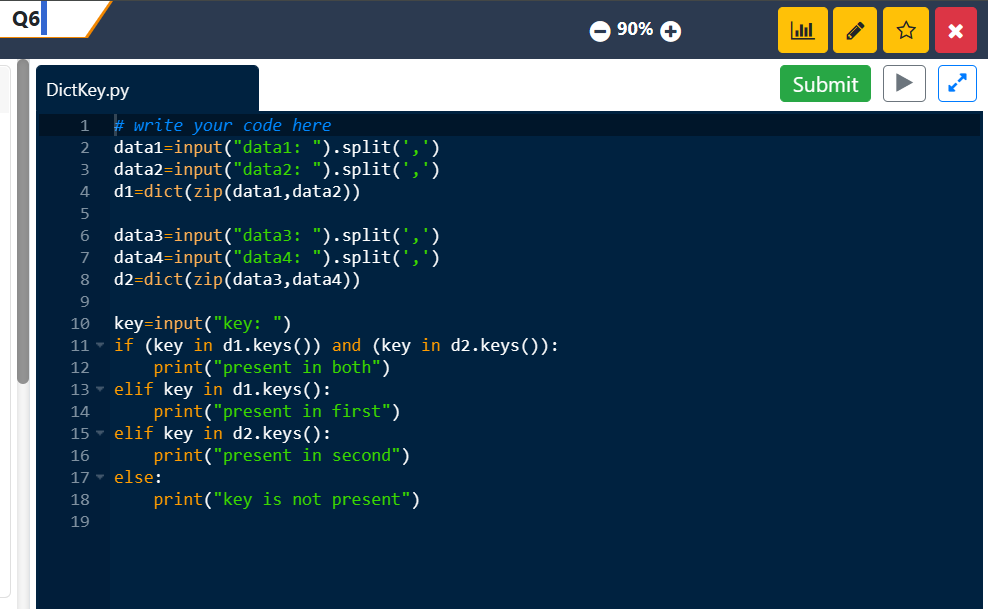 Q6
90%
DictKey.py
Submit
1 # write your code here
2 data1=input("data1: ").split(',')
3 data2=input("data2: ").split(',')
4 d1=dict(zip(data1,data2))
5
6 data3=input("data3: ").split(',')
7 data4=input("data4: ").split(',')
8 d2=dict(zip(data3,data4))
9
10 key=input("key: ")
11 if (key in d1.keys()) and (key in d2.keys()):
12     print("present in both")
13 elif key in d1.keys():
14     print("present in first")
15 elif key in d2.keys():
16     print("present in second")
17 else:
18     print("key is not present")
19